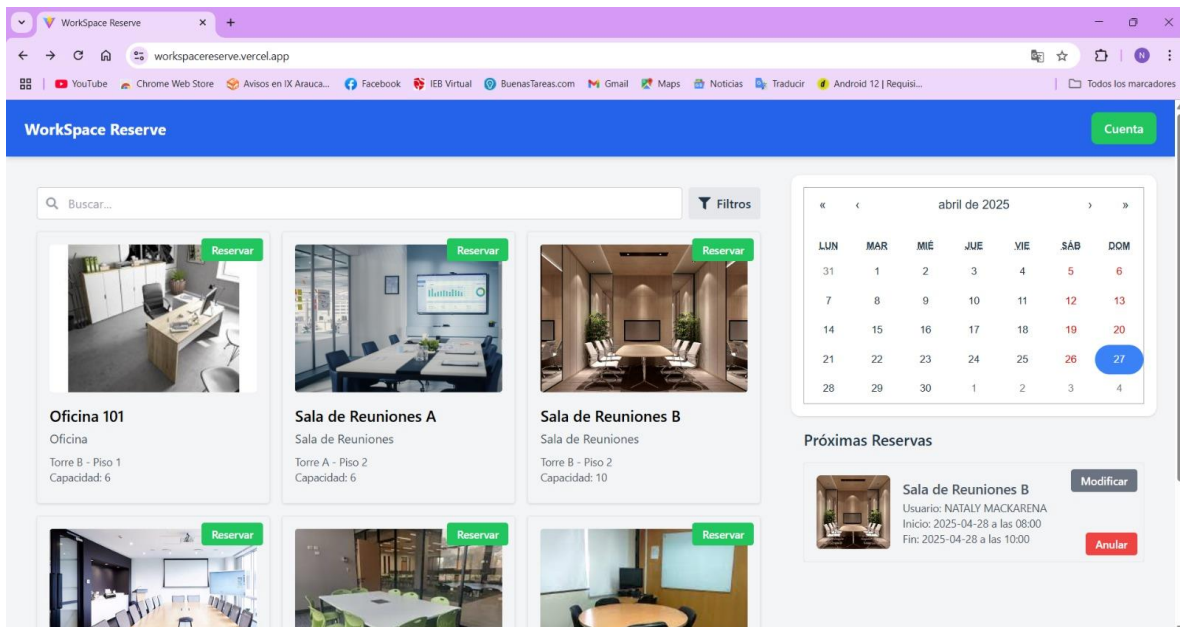 WorkSpace Reserve
workspacereserve.vercel.app
N
YouTube
Chrome Web Store
Avisos en IX Arauca...
Facebook
IEB Virtual
BuenasTareas.com
Gmail
Maps
Noticias
Traducir
Android 12 | Requisi...
Todos los marcadores
WorkSpace Reserve
Cuenta
Buscar...
Filtros
Reservar
Oficina 101
Oficina
Torre B - Piso 1
Capacidad: 6
Reservar
Sala de Reuniones A
Sala de Reuniones
Torre A - Piso 2
Capacidad: 6
Reservar
Sala de Reuniones B
Sala de Reuniones
Torre B - Piso 2
Capacidad: 10
Reservar
Reservar
Reservar
« ‹ abril de 2025 › »
LUN MAR MIÉ JUE VIE SÁB DOM
31 1 2 3 4 5 6
7 8 9 10 11 12 13
14 15 16 17 18 19 20
21 22 23 24 25 26 27
28 29 30 1 2 3 4
Próximas Reservas
Sala de Reuniones B
Modificar
Usuario: NATALY MACKARENA
Inicio: 2025-04-28 a las 08:00
Fin: 2025-04-28 a las 10:00
Anular